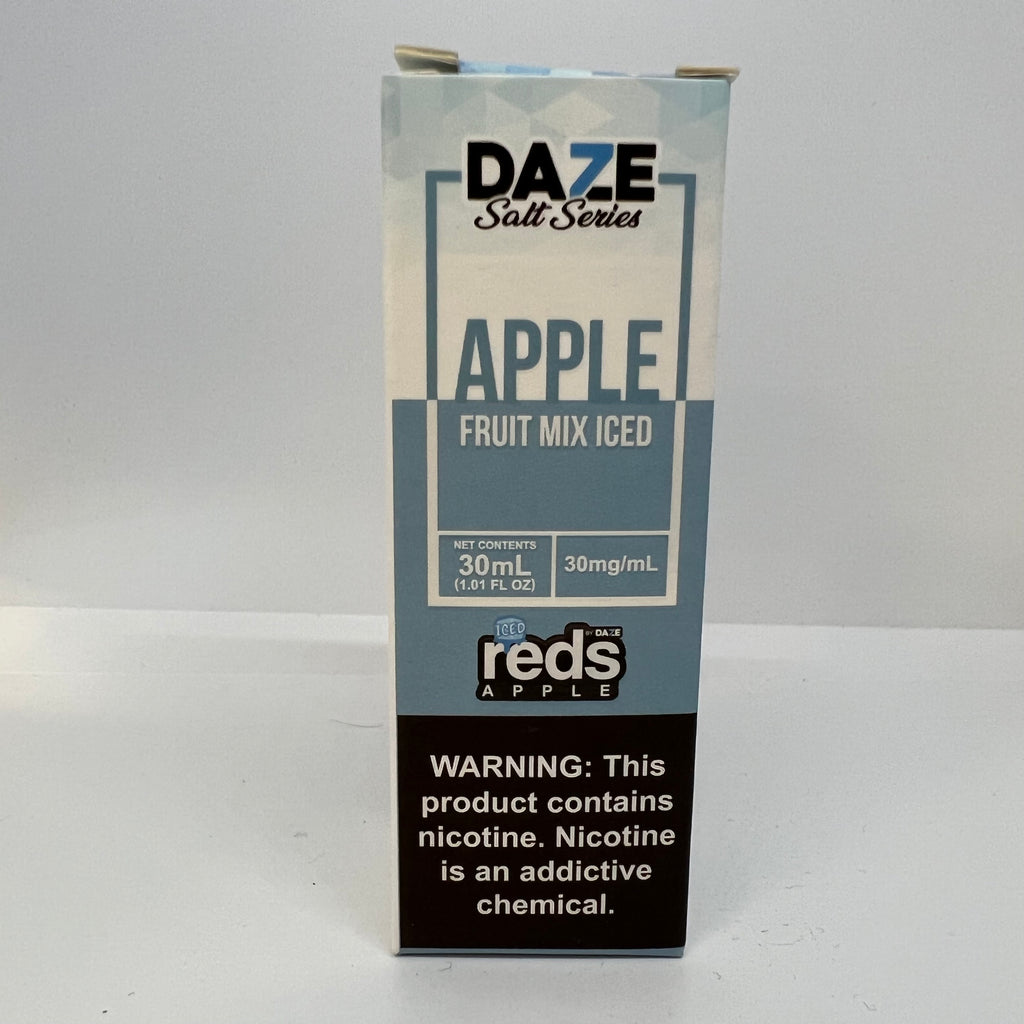 DAZE
Salt Series
APPLE
FRUIT MIX ICED
NET CONTENTS
30mL
(1.01 FL OZ)
30mg/mL
ICED
BY DAZE
reds
APPLE
WARNING: This
product contains
nicotine. Nicotine
is an addictive
chemical.